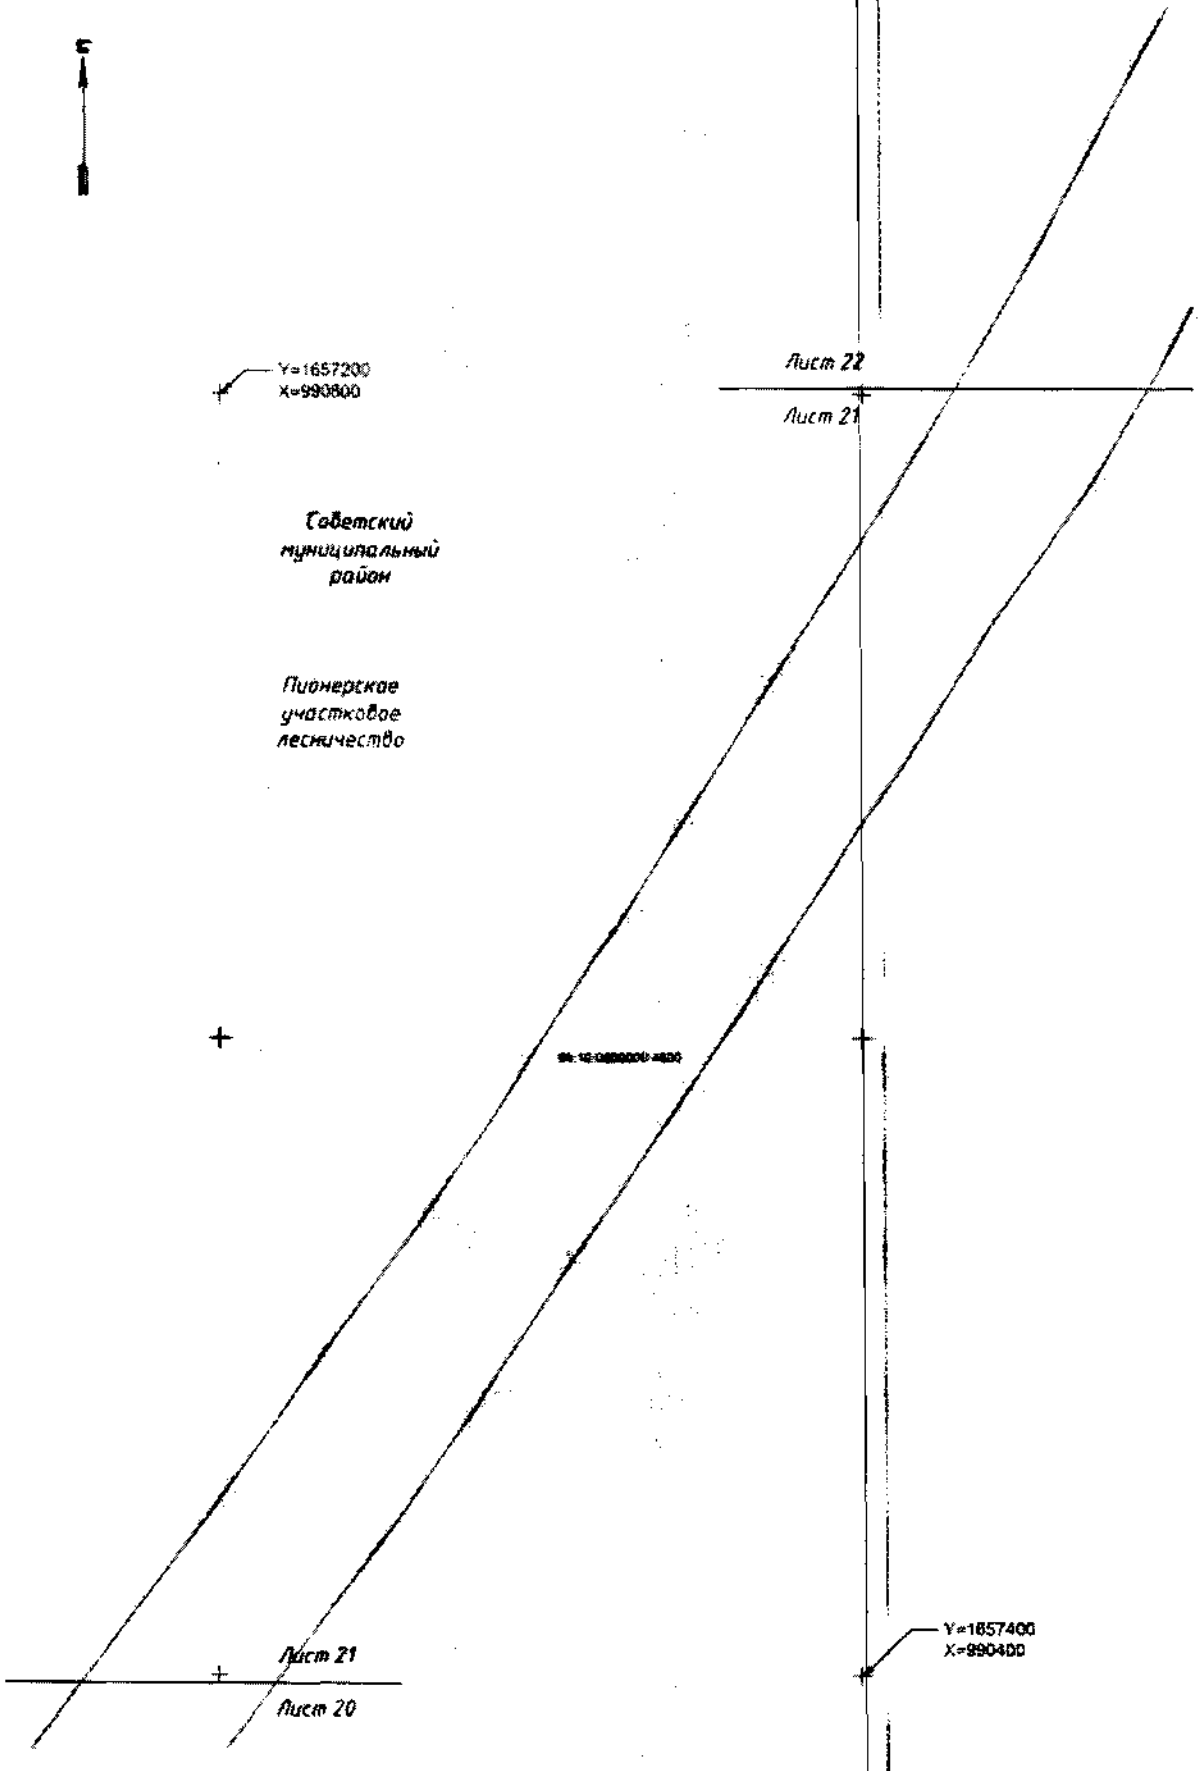 Y=1657200
X=990800
Лист 22
Лист 21
Советский
муниципальный
район
Пионерское
участковое
лесничество
Y=1657400
X=990400
Лист 21
Лист 20